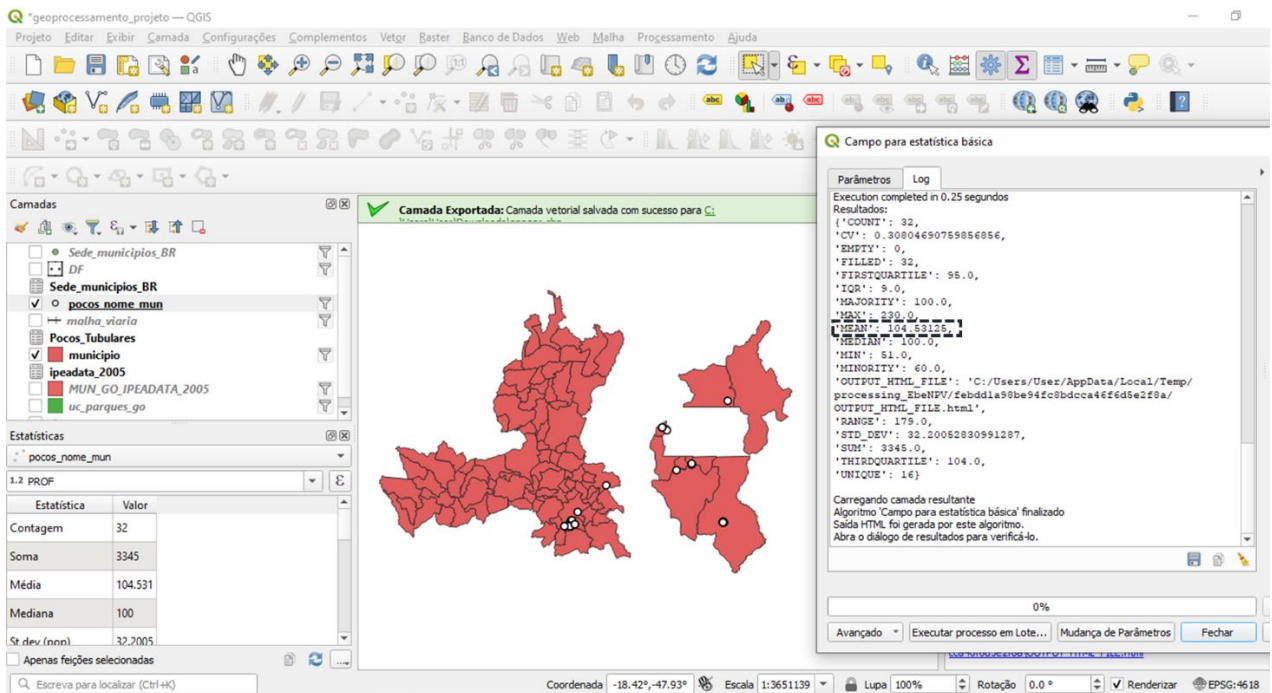 *geoprocessamento_projeto — QGIS
Projeto Editar Exibir Camada Configurações Complementos Vetor Raster Banco de Dados Web Malha Processamento Ajuda
abc
ab
abc
Camadas
Sede_municipios_BR
DF
Sede_municipios_BR
pocos_nome_mun
malha_viaria
Pocos_Tubulares
municipio
ipeadata_2005
MUN_GO_IPEADATA_2005
uc_parques_go
Estatísticas
pocos_nome_mun
1.2 PROF
Estatística Valor
Contagem 32
Soma 3345
Média 104.531
Mediana 100
St dev (pop) 32.2005
Apenas feições selecionadas
Camada Exportada: Camada vetorial salvada com sucesso para C:
Campo para estatística básica
Parâmetros Log
Execution completed in 0.25 segundos
Resultados:
{'COUNT': 32,
'CV': 0.30804690759856856,
'EMPTY': 0,
'FILLED': 32,
'FIRSTQUARTILE': 95.0,
'IQR': 9.0,
'MAJORITY': 100.0,
'MAX': 230.0,
'MEAN': 104.53125,
'MEDIAN': 100.0,
'MIN': 51.0,
'MINORITY': 60.0,
'OUTPUT_HTML_FILE': 'C:/Users/User/AppData/Local/Temp/
processing_EbeNPV/febdd1a98be94fc8bdcca46f6d5e2f8a/
OUTPUT_HTML_FILE.html',
'RANGE': 179.0,
'STD_DEV': 32.20052830991287,
'SUM': 3345.0,
'THIRDQUARTILE': 104.0,
'UNIQUE': 16}
Carregando camada resultante
Algoritmo 'Campo para estatística básica' finalizado
Saída HTML foi gerada por este algoritmo.
Abra o diálogo de resultados para verificá-lo.
0%
Avançado Executar processo em Lote... Mudança de Parâmetros Fechar
Escreva para localizar (Ctrl+K)
Coordenada -18.42°,-47.93° Escala 1:3651139 Lupa 100% Rotação 0.0 ° Renderizar EPSG:4618